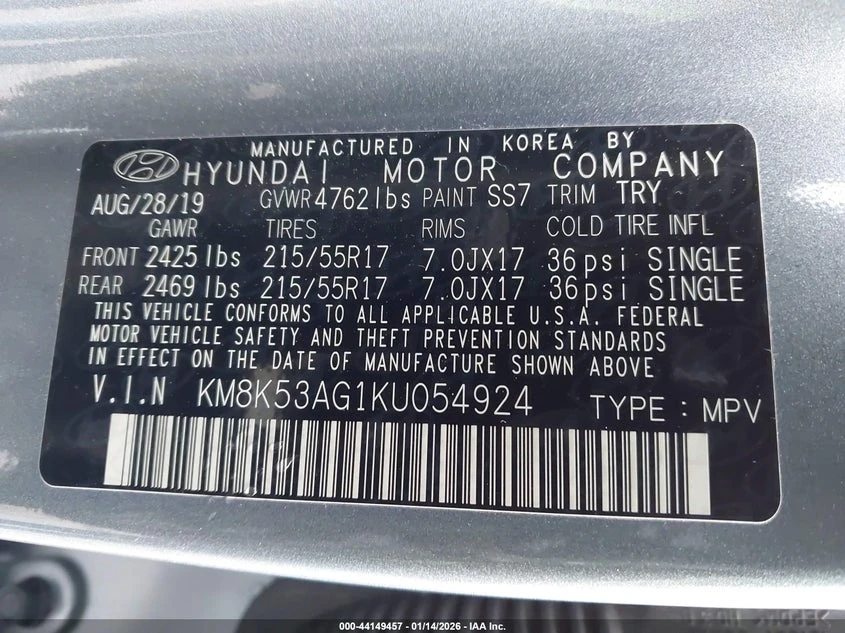 MANUFACTURED IN KOREA BY
HYUNDAI MOTOR COMPANY
AUG/28/19 GVWR 4762lbs PAINT SS7 TRIM TRY
GAWR TIRES RIMS COLD TIRE INFL
FRONT 2425lbs 215/55R17 7.0JX17 36psi SINGLE
REAR 2469lbs 215/55R17 7.0JX17 36psi SINGLE
THIS VEHICLE CONFORMS TO ALL APPLICABLE U.S.A. FEDERAL
MOTOR VEHICLE SAFETY AND THEFT PREVENTION STANDARDS
IN EFFECT ON THE DATE OF MANUFACTURE SHOWN ABOVE
V.I.N KM8K53AG1KU054924 TYPE : MPV
000-44149457 - 01/14/2026 - IAA Inc.